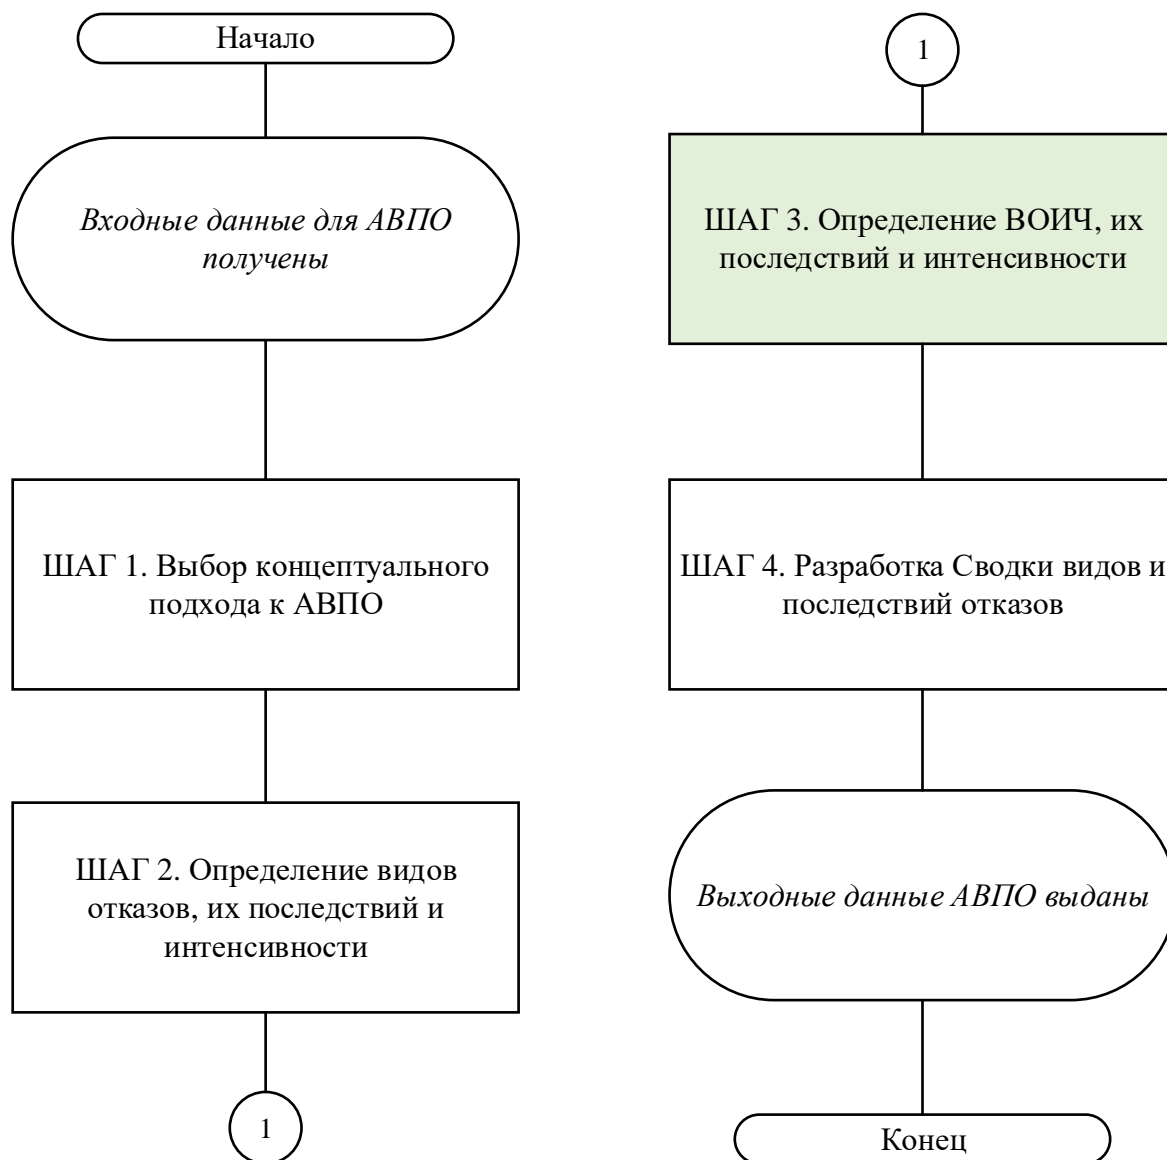 Начало
Входные данные для АВПО
получены
ШАГ 1. Выбор концептуального
подхода к АВПО
ШАГ 2. Определение видов
отказов, их последствий и
интенсивности
1
1
ШАГ 3. Определение ВОИЧ, их
последствий и интенсивности
ШАГ 4. Разработка Сводки видов и
последствий отказов
Выходные данные АВПО выданы
Конец